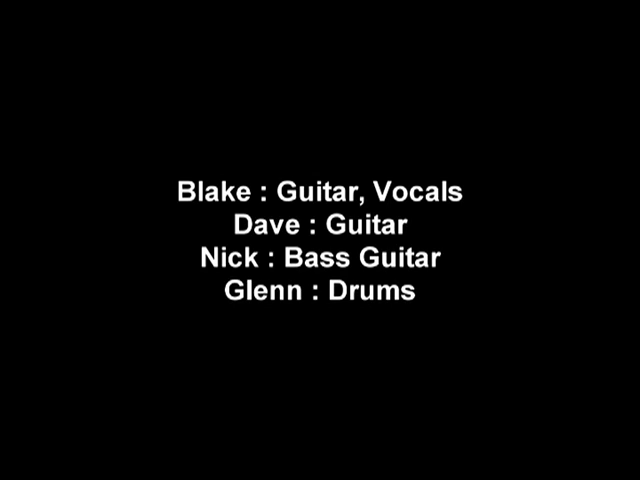 Blake : Guitar, Vocals
Dave : Guitar
Nick : Bass Guitar
Glenn : Drums